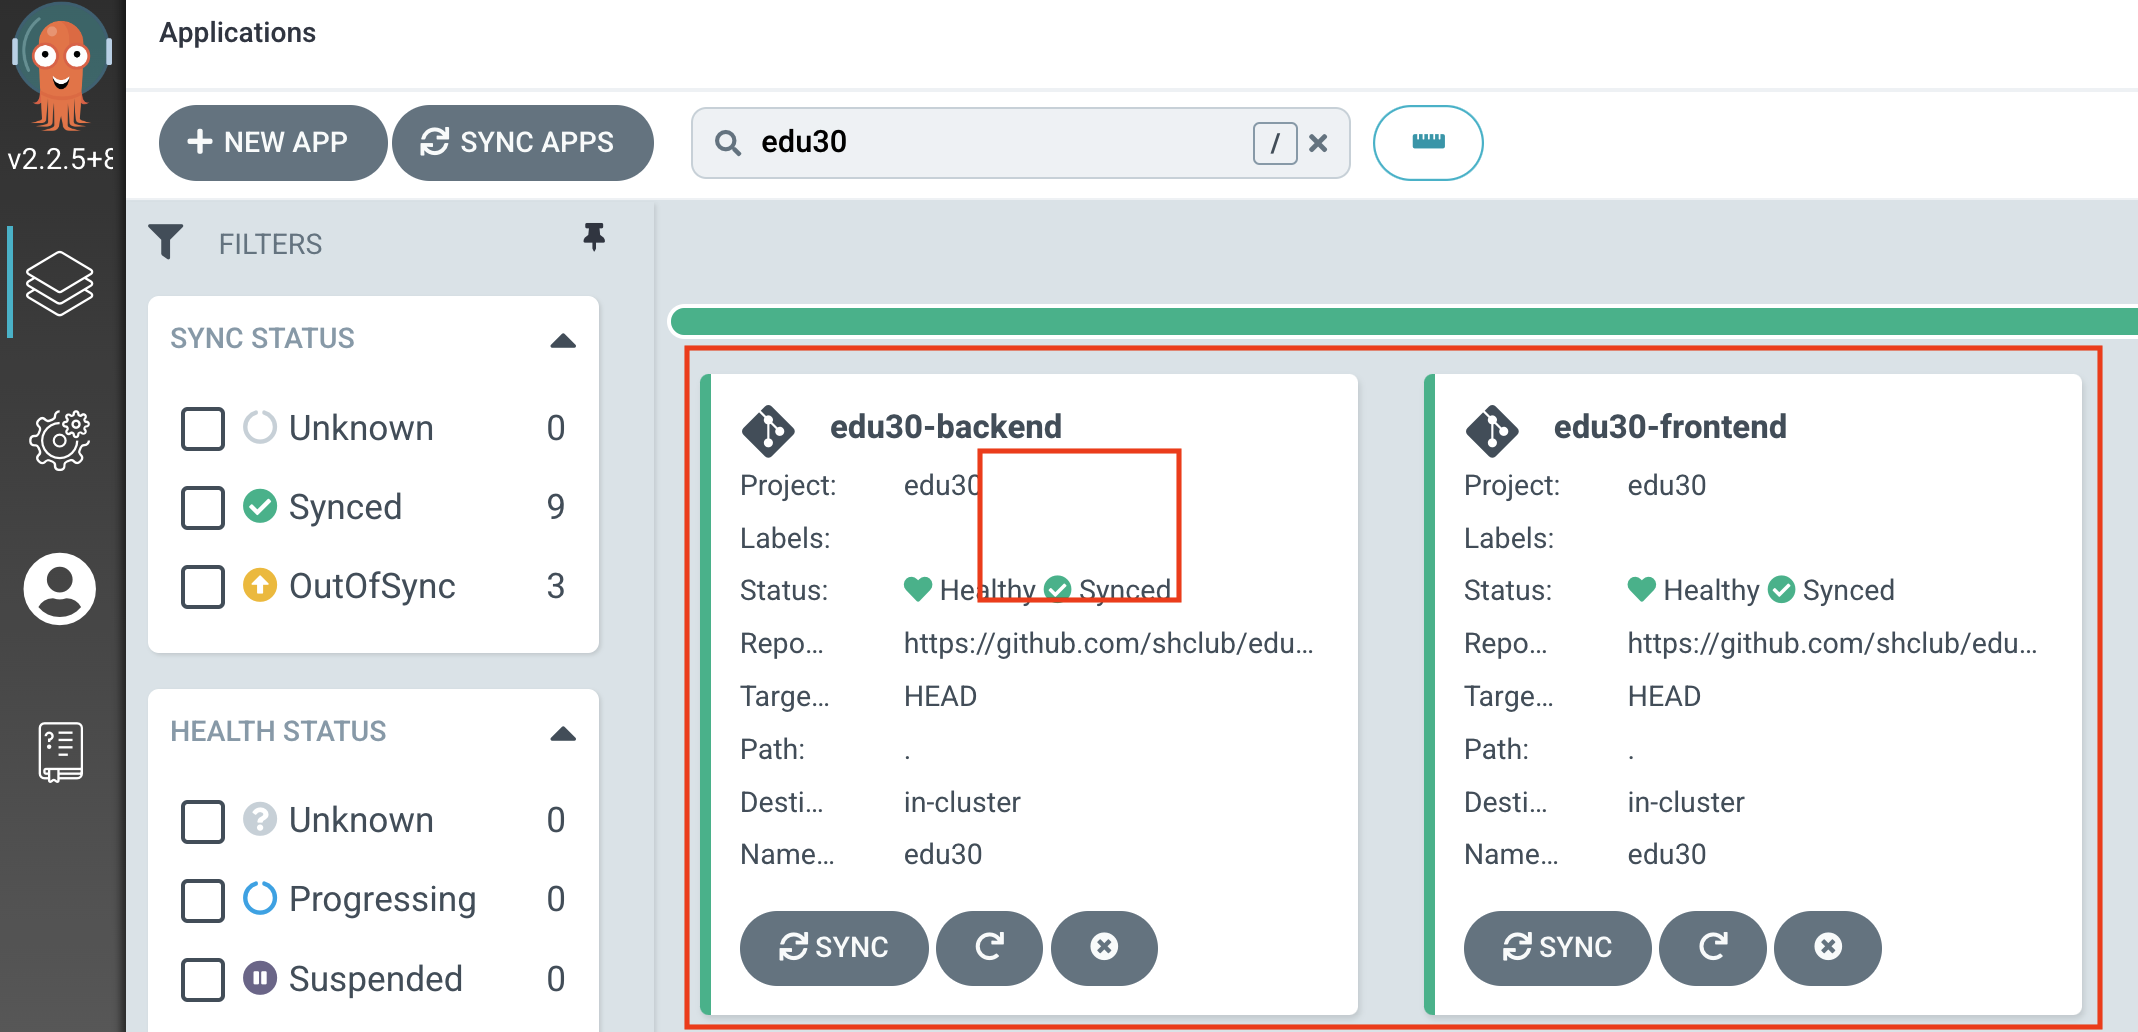 Applications
v2.2.5+8
NEW APP
SYNC APPS
edu30
/
FILTERS
SYNC STATUS
Unknown 0
Synced 9
OutOfSync 3
HEALTH STATUS
Unknown 0
Progressing 0
Suspended 0
edu30-backend
Project: edu30
Labels:
Status: Healthy Synced
Repo... https://github.com/shclub/edu...
Targe... HEAD
Path: .
Desti... in-cluster
Name... edu30
SYNC
edu30-frontend
Project: edu30
Labels:
Status: Healthy Synced
Repo... https://github.com/shclub/edu...
Targe... HEAD
Path: .
Desti... in-cluster
Name... edu30
SYNC